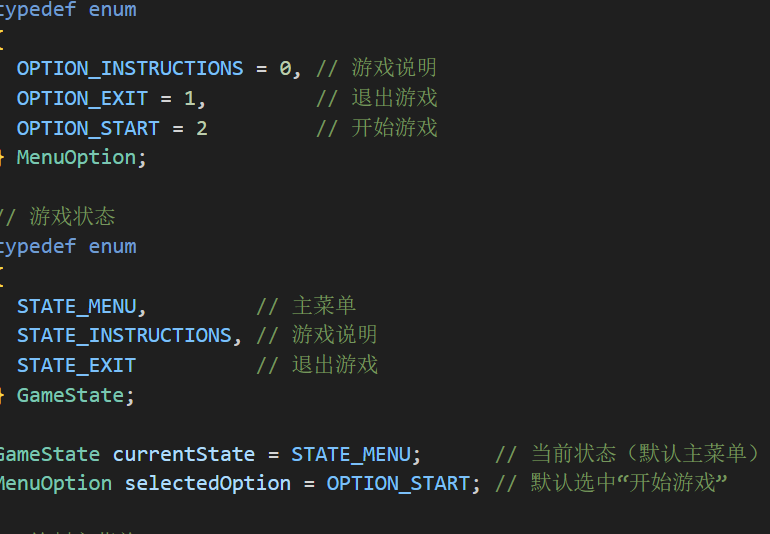 typedef enum
{
OPTION_INSTRUCTIONS = 0, // 游戏说明
OPTION_EXIT = 1, // 退出游戏
OPTION_START = 2 // 开始游戏
} MenuOption;
// 游戏状态
typedef enum
{
STATE_MENU, // 主菜单
STATE_INSTRUCTIONS, // 游戏说明
STATE_EXIT // 退出游戏
} GameState;
GameState currentState = STATE_MENU; // 当前状态（默认主菜单）
MenuOption selectedOption = OPTION_START; // 默认选中“开始游戏”